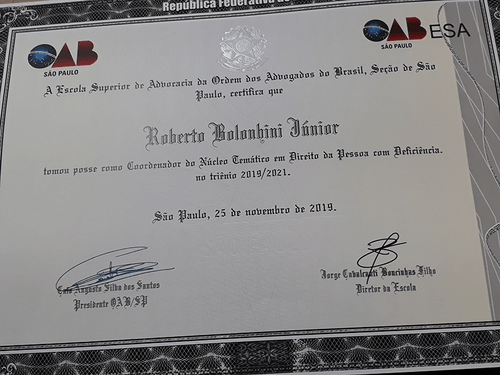 República Federativa do
OAB
SÃO PAULO
OAB ESA
SÃO PAULO
A Escola Superior de Advocacia da Ordem dos Advogados do Brasil, Seção de São
Paulo, certifica que
Roberto Bolonhini Júnior
tomou posse como Coordenador do Núcleo Temático em Direito da Pessoa com Deficiência.
no triênio 2019/2021.
São Paulo, 25 de novembro de 2019.
Caio Augusto Silva dos Santos
Presidente OAB/SP
Jorge Cavalcanti Boucinhas Filho
Diretor da Escola